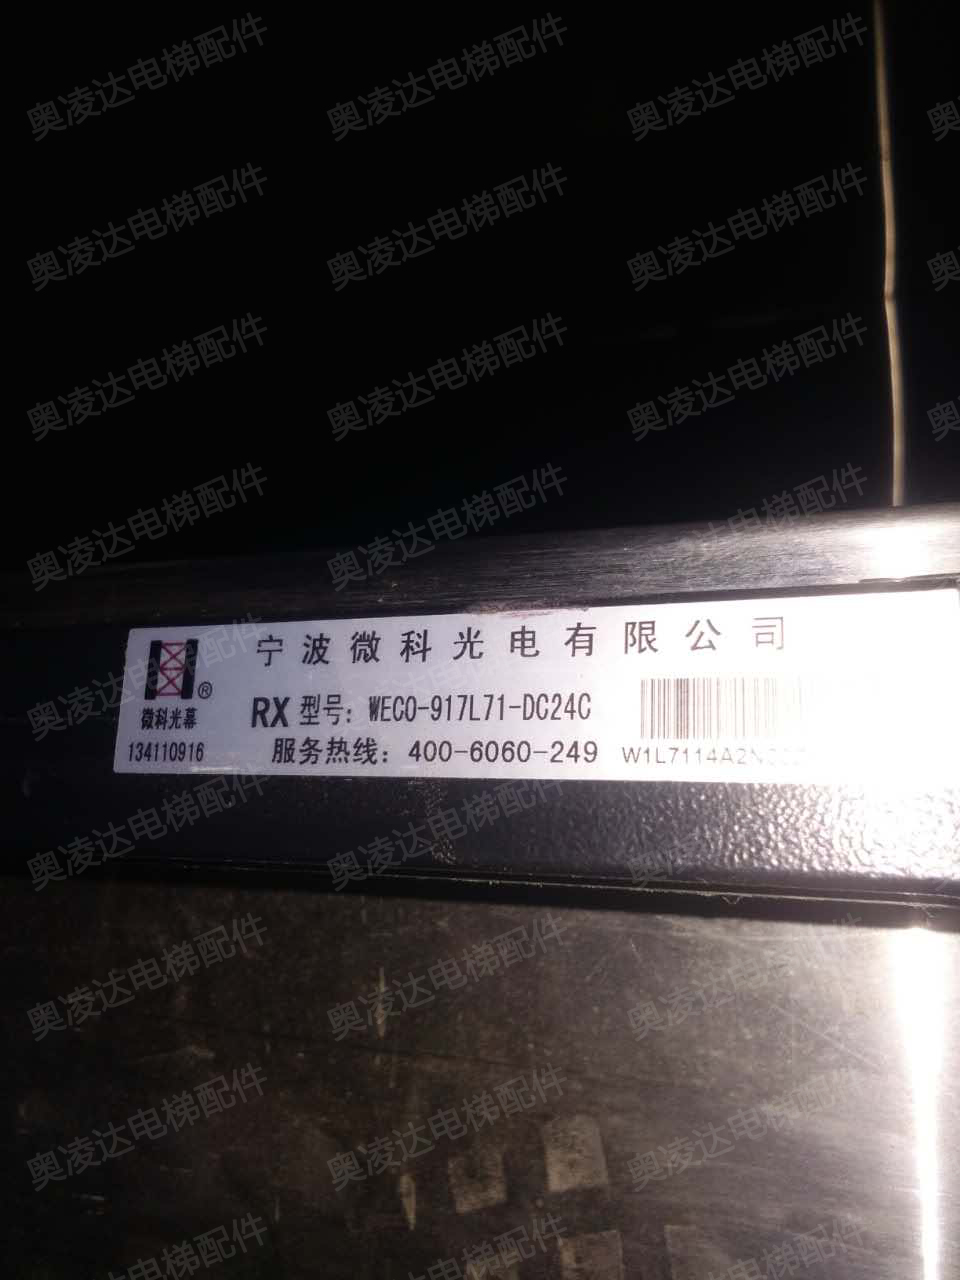 宁波微科光电有限公司
®
微科光幕
134110916
RX 型号: WECO-917L71-DC24C
服务热线: 400-6060-249
奥凌达电梯配件